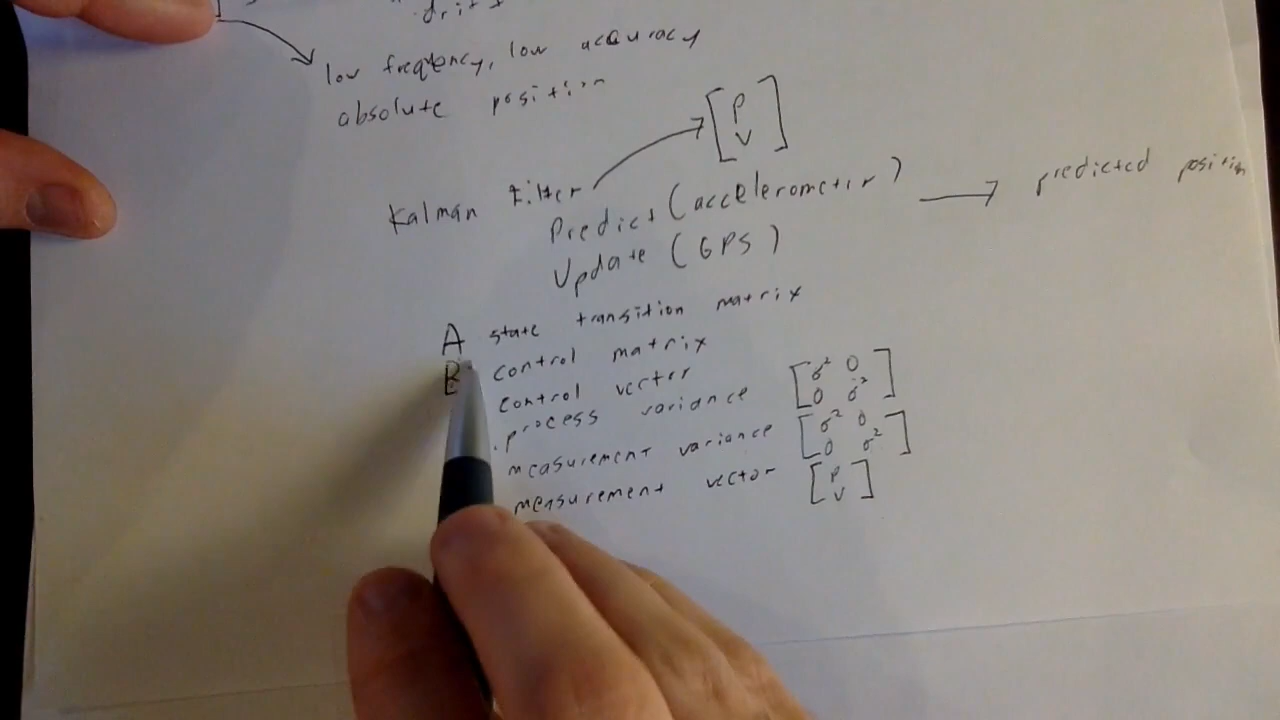 drift
low frequency, low accuracy
absolute position
[P
V]
Kalman Filter
Predict (accelerometer) → predicted position
Update (GPS)
A state transition matrix
B control matrix
control vector
process variance [σ² 0
0 σ²]
measurement variance [σ² 0
0 σ²]
measurement vector [P
V]